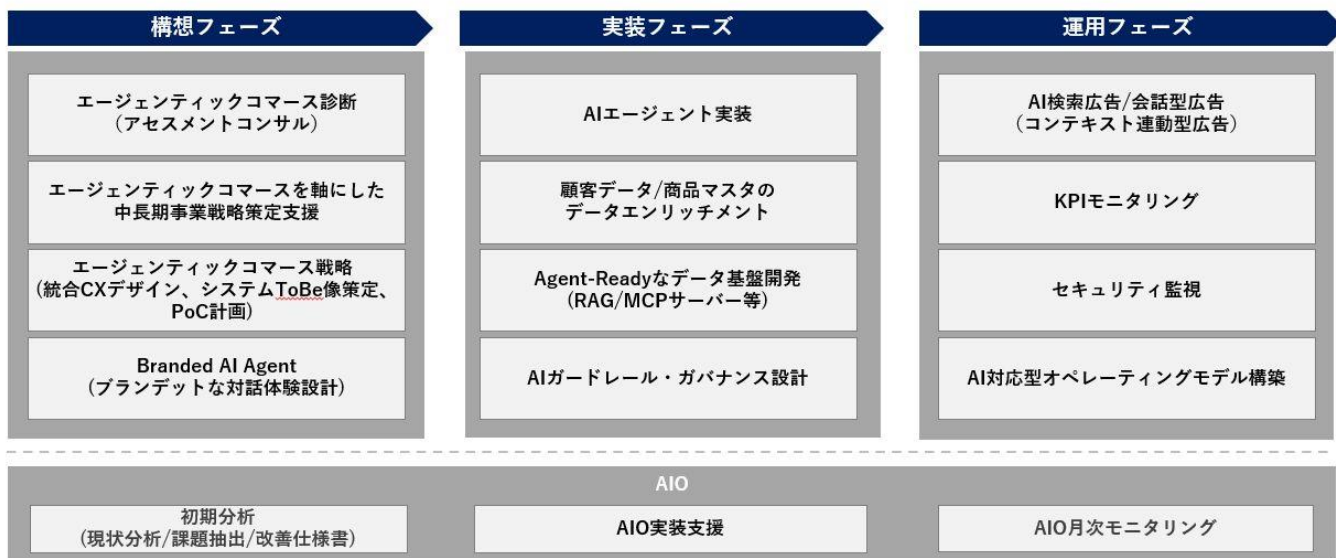 構想フェーズ
エージェンティックコマース診断
（アセスメントコンサル）
エージェンティックコマースを軸にした
中長期事業戦略策定支援
エージェンティックコマース戦略
(統合CXデザイン、システムToBe像策定、
PoC計画)
Branded AI Agent
(ブランデットな対話体験設計)
実装フェーズ
AIエージェント実装
顧客データ/商品マスタの
データエンリッチメント
Agent-Readyなデータ基盤開発
(RAG/MCPサーバー等)
AIガードレール・ガバナンス設計
運用フェーズ
AI検索広告/会話型広告
（コンテキスト連動型広告）
KPIモニタリング
セキュリティ監視
AI対応型オペレーティングモデル構築
AIO
初期分析
(現状分析/課題抽出/改善仕様書)
AIO実装支援
AIO月次モニタリング